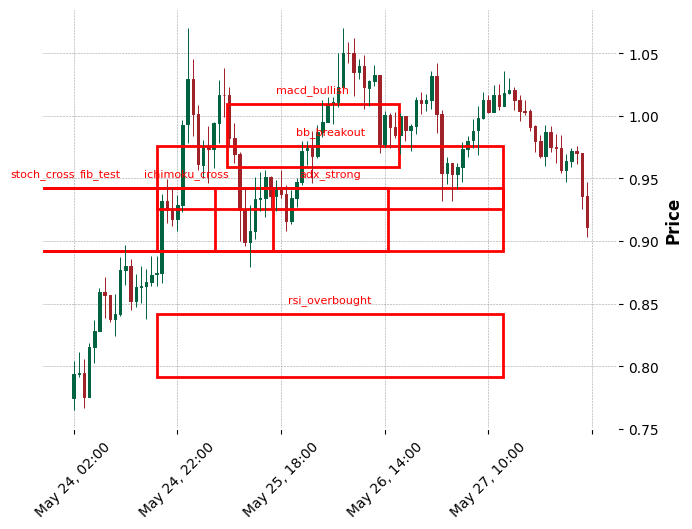 macd_bullish
bb_breakout
stoch_cross fib_test ichimoku_cross adx_strong
rsi_overbought
1.05
1.00
0.95
0.90
0.85
0.80
0.75
Price
May 24, 02:00
May 24, 22:00
May 25, 18:00
May 26, 14:00
May 27, 10:00